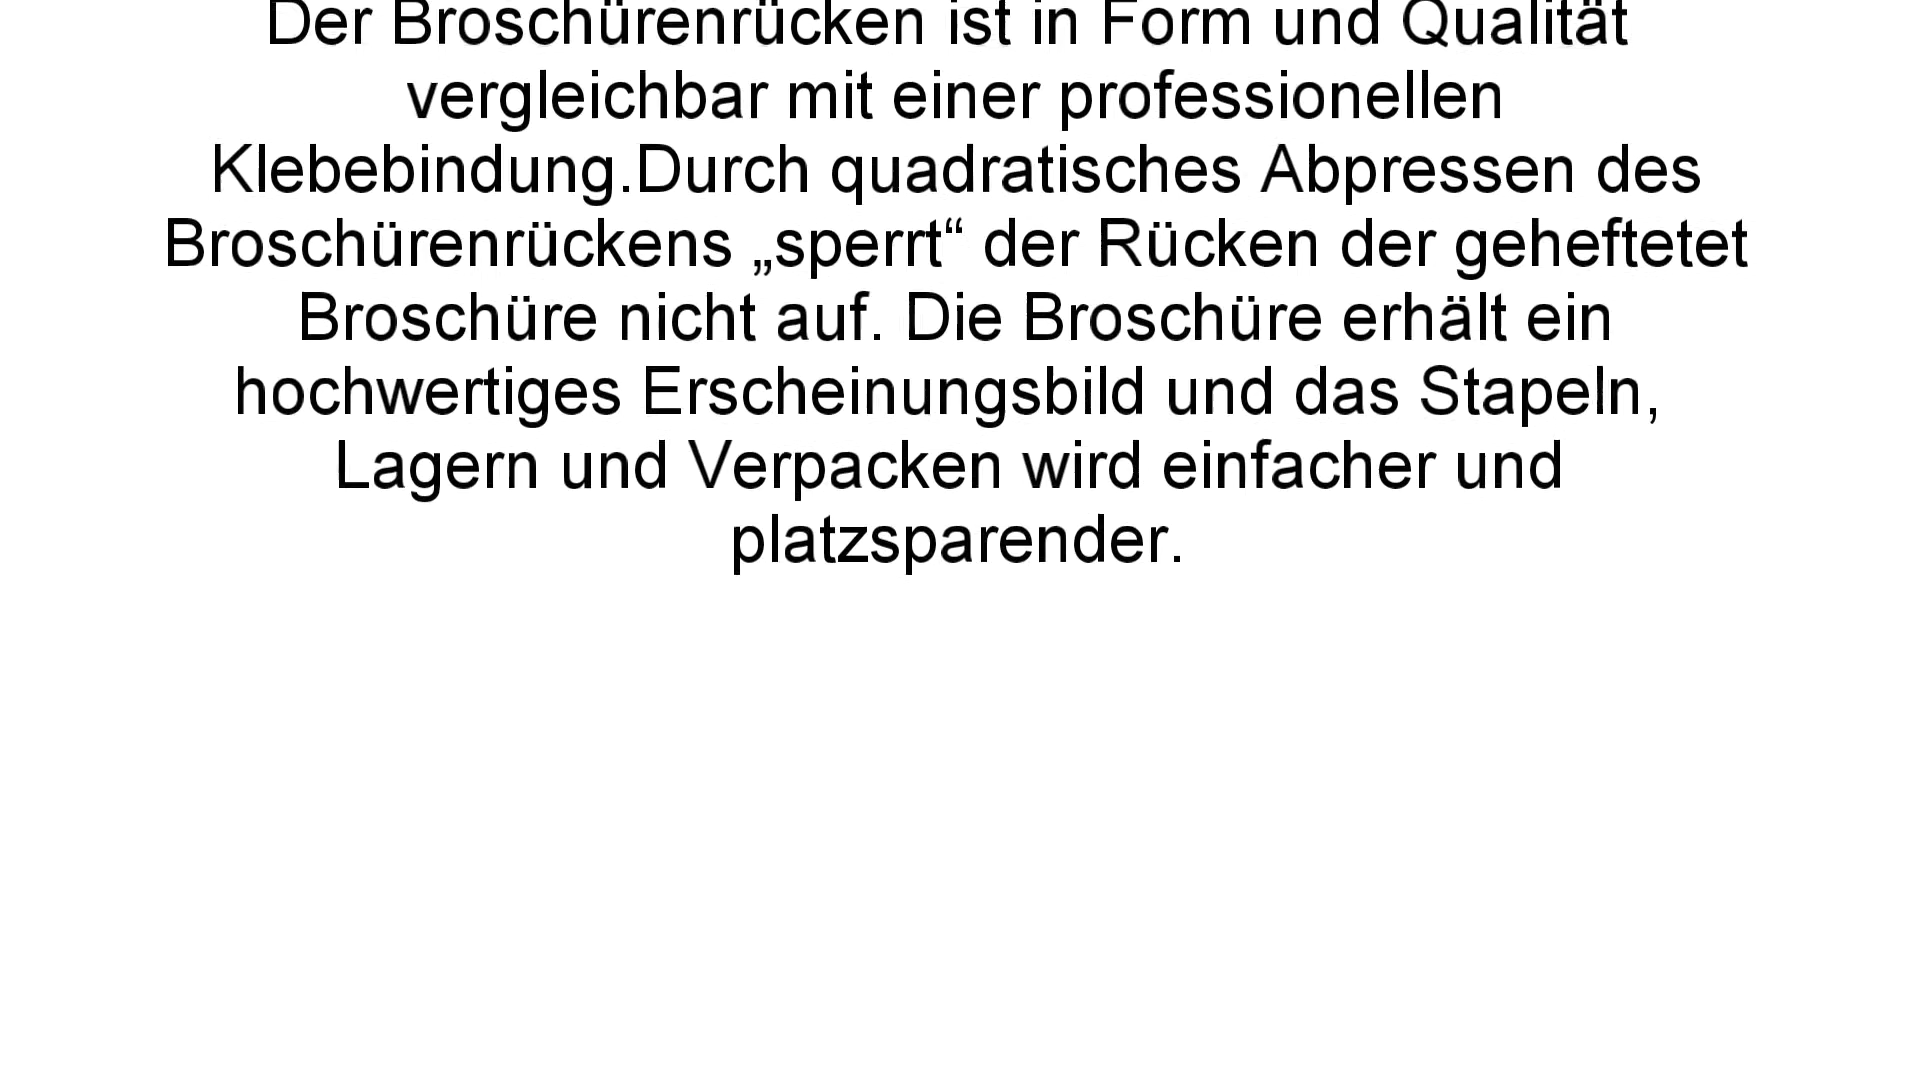 Der Broschürenrücken ist in Form und Qualität
vergleichbar mit einer professionellen
Klebebindung.Durch quadratisches Abpressen des
Broschürenrückens „sperrt“ der Rücken der geheftetet
Broschüre nicht auf. Die Broschüre erhält ein
hochwertiges Erscheinungsbild und das Stapeln,
Lagern und Verpacken wird einfacher und
platzsparender.